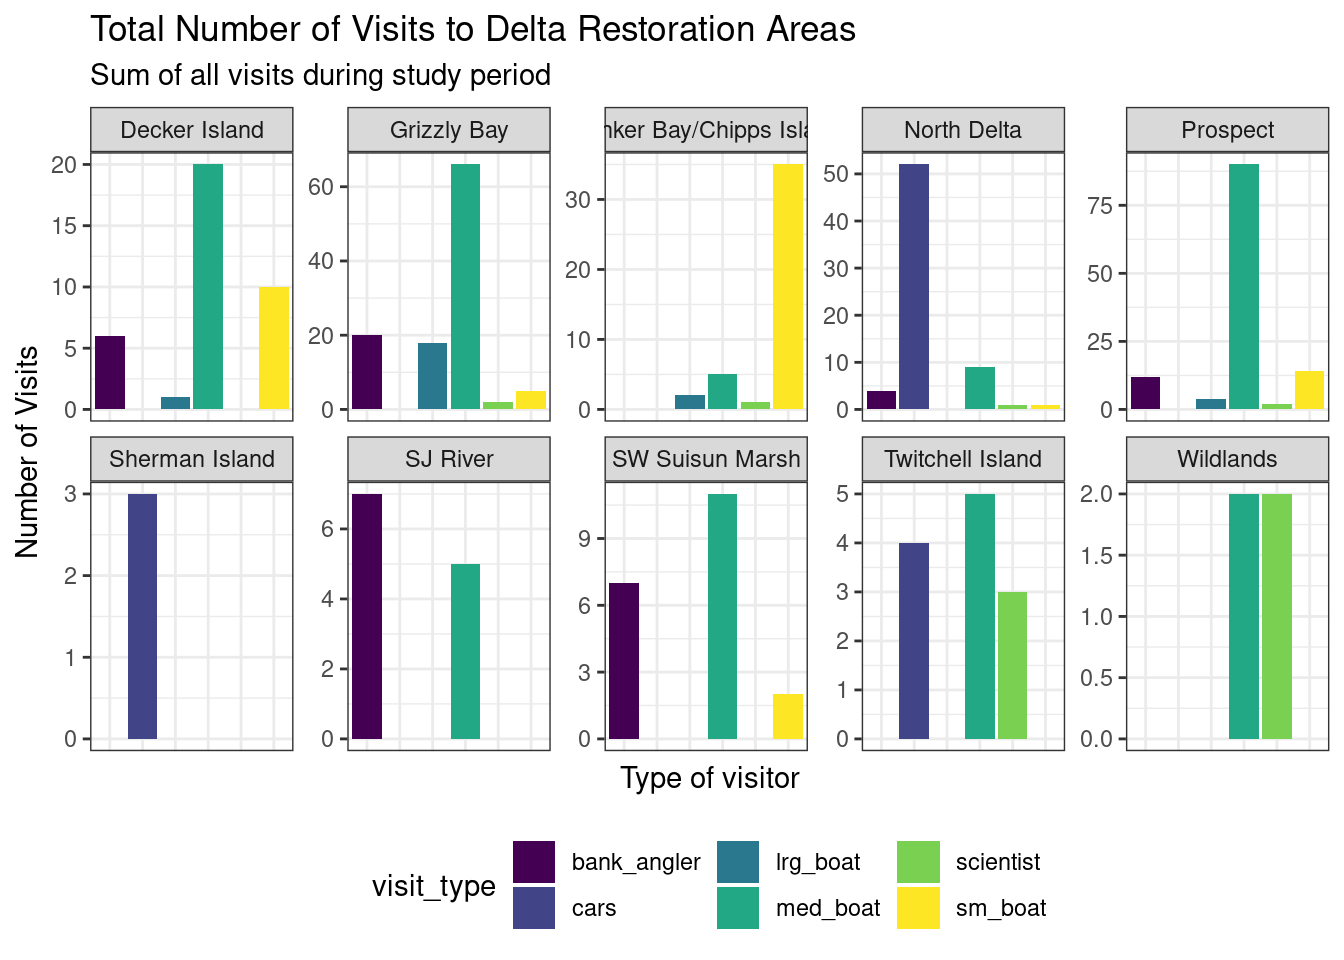 Total Number of Visits to Delta Restoration Areas
Sum of all visits during study period
Decker Island Grizzly Bay Bay/Chipps North Delta Prospect
20 15 10 5 0
60 40 20 0
30 20 10 0
50 40 30 20 10 0
75 50 25 0
Number of Visits
Sherman Island SJ River SW Suisun Marsh Twitchell Island Wildlands
3 2 1 0
6 4 2 0
9 6 3 0
5 4 3 2 1 0
2.0 1.5 1.0 0.5 0.0
Type of visitor
visit_type
bank_angler lrg_boat scientist
cars med_boat sm_boat